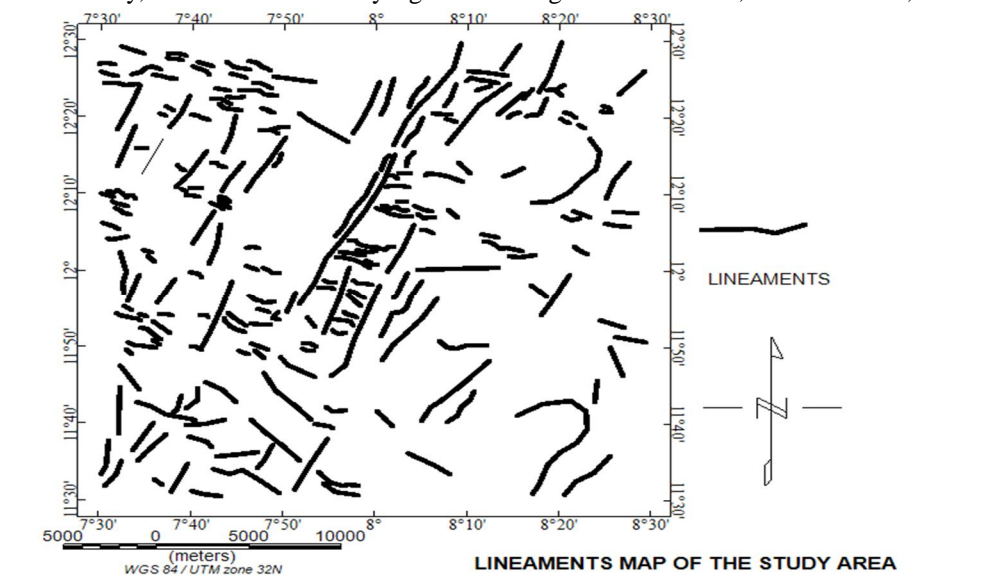 7°30' 7°40' 7°50' 8° 8°10' 8°20' 8°30'
12°30' 12°30'
12°20' 12°20'
12°10' 12°10'
12° 12°
11°50' 11°50'
11°40' 11°40'
11°30' 11°30'
7°30' 7°40' 7°50' 8° 8°10' 8°20' 8°30'
LINEAMENTS
N
5000 0 5000 10000
(meters)
WGS 84 / UTM zone 32N
LINEAMENTS MAP OF THE STUDY AREA